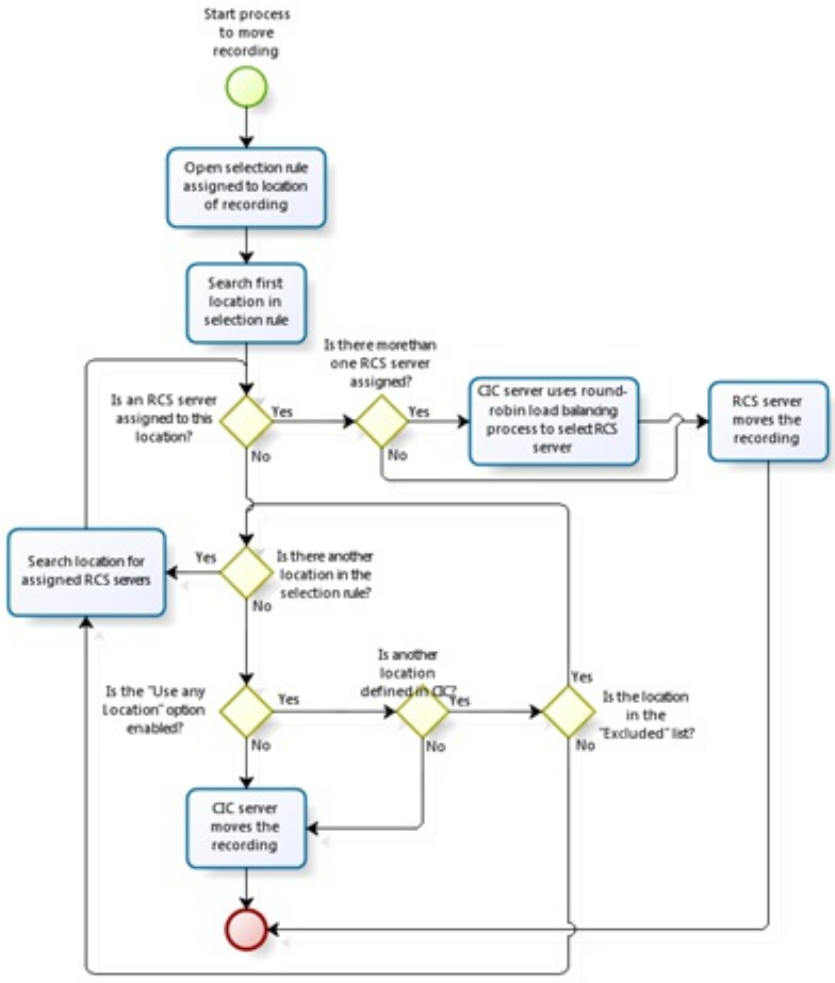 Start process
to move
recording
Open selection rule
assigned to location
of recording
Search first
location in
selection rule
Is an RCS server
assigned to this
location?
Yes
No
Is there morethan
one RCS server
assigned?
Yes
No
CIC server uses round-
robin load balancing
process to select RCS
server
RCS server
moves the
recording
Search location for
assigned RCS servers
Yes
Is there another
location in the
selection rule?
No
Is the "Use any
Location" option
enabled?
Yes
No
Is another
location
defined in CIC?
Yes
No
Yes
Is the location
in the
"Excluded" list?
No
CIC server
moves the
recording